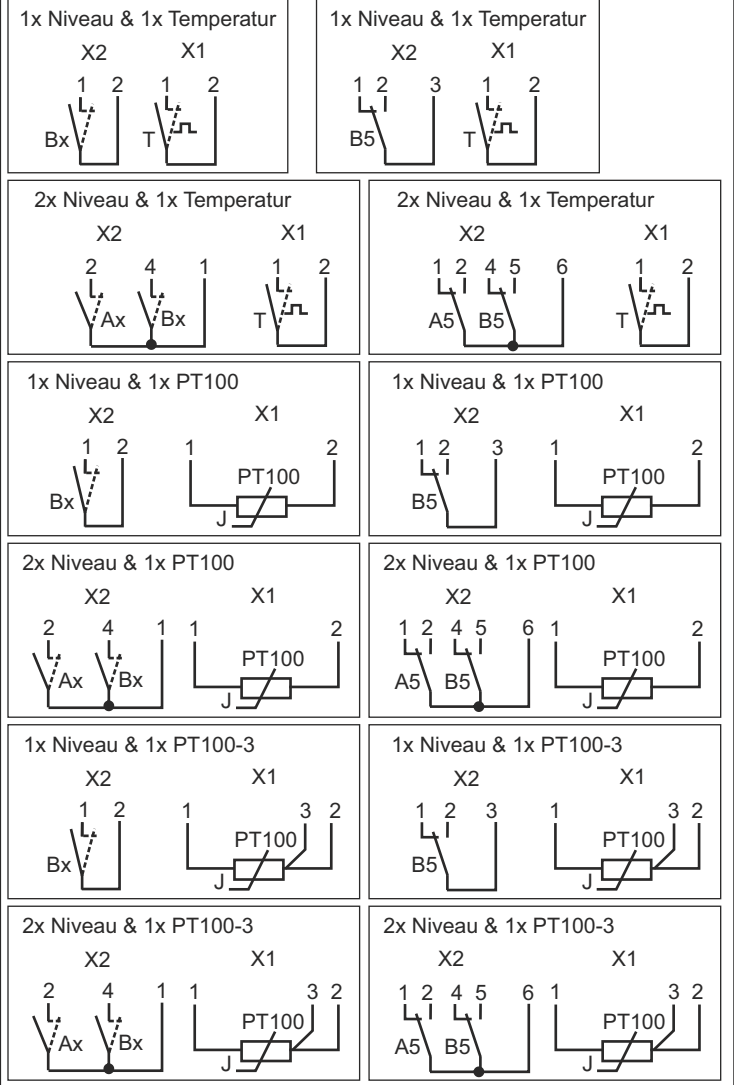 1x Niveau & 1x Temperatur
X2 X1
1 2 1 2
Bx T
1x Niveau & 1x Temperatur
X2 X1
1 2 3 1 2
B5 T
2x Niveau & 1x Temperatur
X2 X1
2 4 1 1 2
Ax Bx T
2x Niveau & 1x Temperatur
X2 X1
1 2 4 5 6 1 2
A5 B5 T
1x Niveau & 1x PT100
X2 X1
1 2 1 2
PT100
Bx
J
1x Niveau & 1x PT100
X2 X1
1 2 3 1 2
PT100
B5
J
2x Niveau & 1x PT100
X2 X1
2 4 1 1 2
PT100
Ax Bx
J
2x Niveau & 1x PT100
X2 X1
1 2 4 5 6 1 2
PT100
A5 B5
J
1x Niveau & 1x PT100-3
X2 X1
1 2 1 3 2
PT100
Bx
J
1x Niveau & 1x PT100-3
X2 X1
1 2 3 1 3 2
PT100
B5
J
2x Niveau & 1x PT100-3
X2 X1
2 4 1 1 3 2
PT100
Ax Bx
J
2x Niveau & 1x PT100-3
X2 X1
1 2 4 5 6 1 3 2
PT100
A5 B5
J